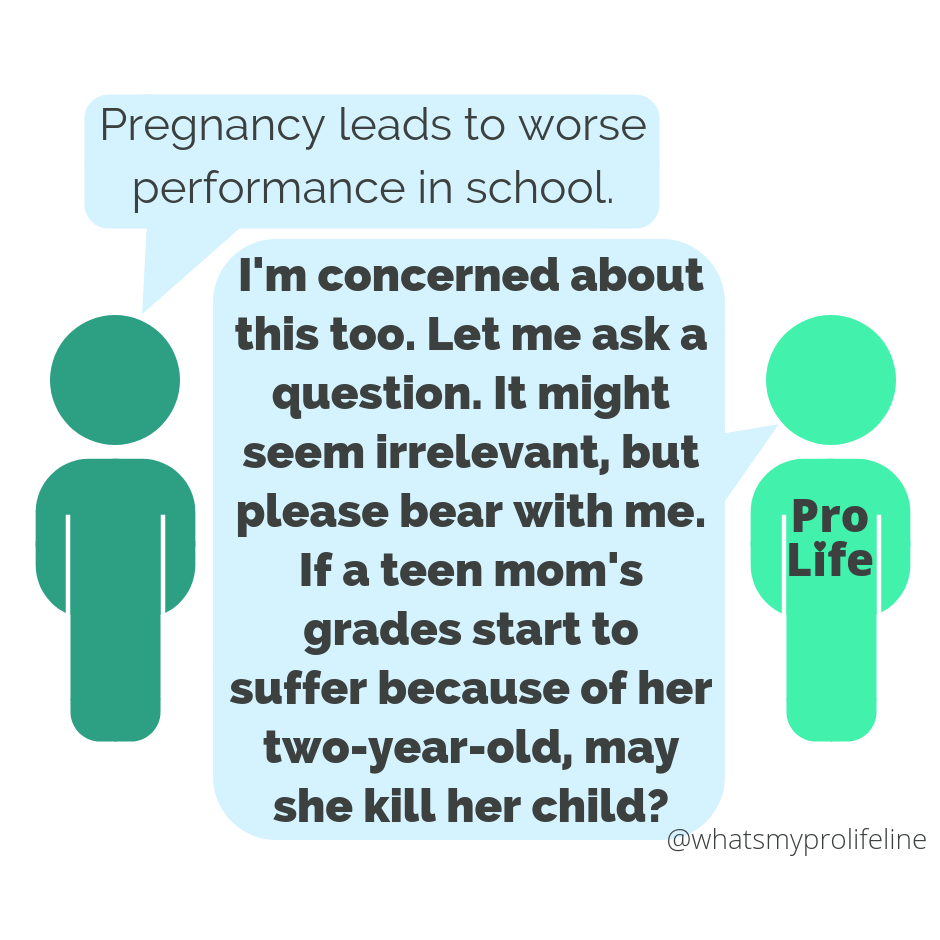 Pregnancy leads to worse
performance in school.
I'm concerned about
this too. Let me ask a
question. It might
seem irrelevant, but
please bear with me.
If a teen mom's
grades start to
suffer because of her
two-year-old, may
she kill her child?
Pro
Life
@whatsmyprolifeline